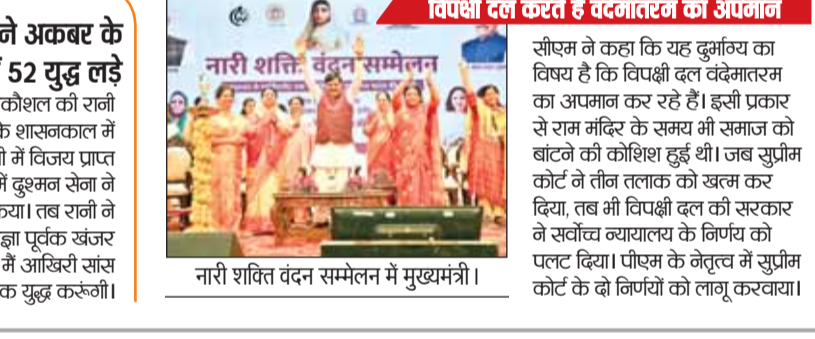 ने अकबर के
52 युद्ध लड़े
कौशल की रानी
के शासनकाल में
में विजय प्राप्त
में दुश्मन सेना ने
तब रानी ने
पूर्वक खंजर
मैं आखिरी सांस
युद्ध करूंगी।
नारी शक्ति वंदन सम्मेलन
नारी शक्ति वंदन सम्मेलन में मुख्यमंत्री।
विपक्षी दल करते हैं वंदेमातरम का अपमान
सीएम ने कहा कि यह दुर्भाग्य का
विषय है कि विपक्षी दल वंदेमातरम
का अपमान कर रहे हैं। इसी प्रकार
से राम मंदिर के समय भी समाज को
बांटने की कोशिश हुई थी। जब सुप्रीम
कोर्ट ने तीन तलाक को खत्म कर
दिया, तब भी विपक्षी दल की सरकार
ने सर्वोच्च न्यायालय के निर्णय को
पलट दिया। पीएम के नेतृत्व में सुप्रीम
कोर्ट के दो निर्णयों को लागू करवाया।